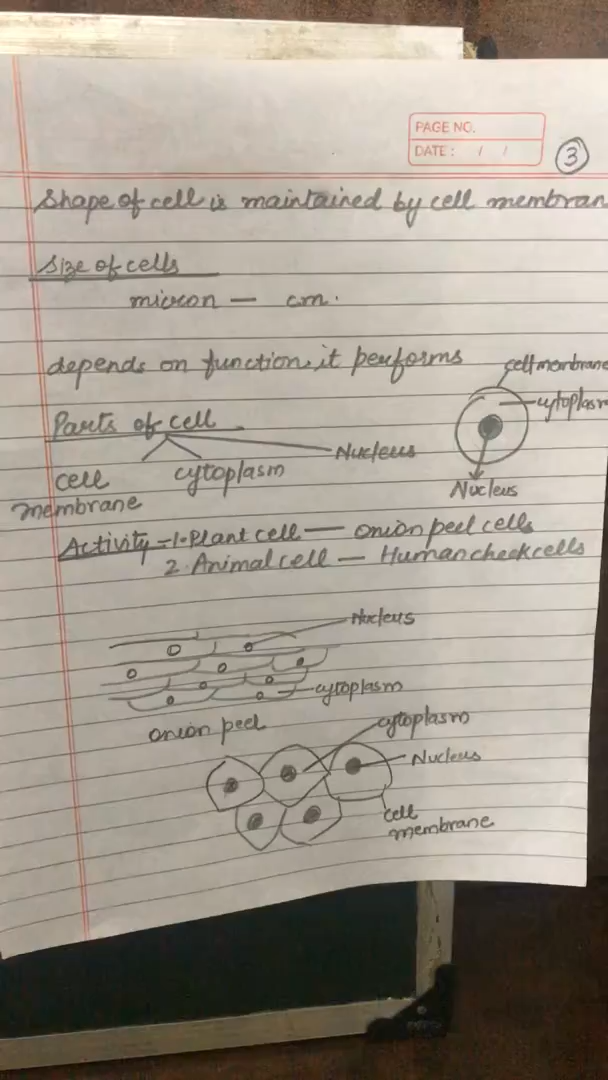 PAGE NO.
DATE : / /
3
Shape of cell is maintained by cell membran
Size of cells
micron — cm.
depends on function, it performs
cell membrane
cytoplasm
Nucleus
Parts of cell
cell membrane
cytoplasm
Nucleus
Activity - 1. Plant cell — onion peel cells
2. Animal cell — Human cheek cells
Nucleus
cytoplasm
onion peel
cytoplasm
Nucleus
cell
membrane